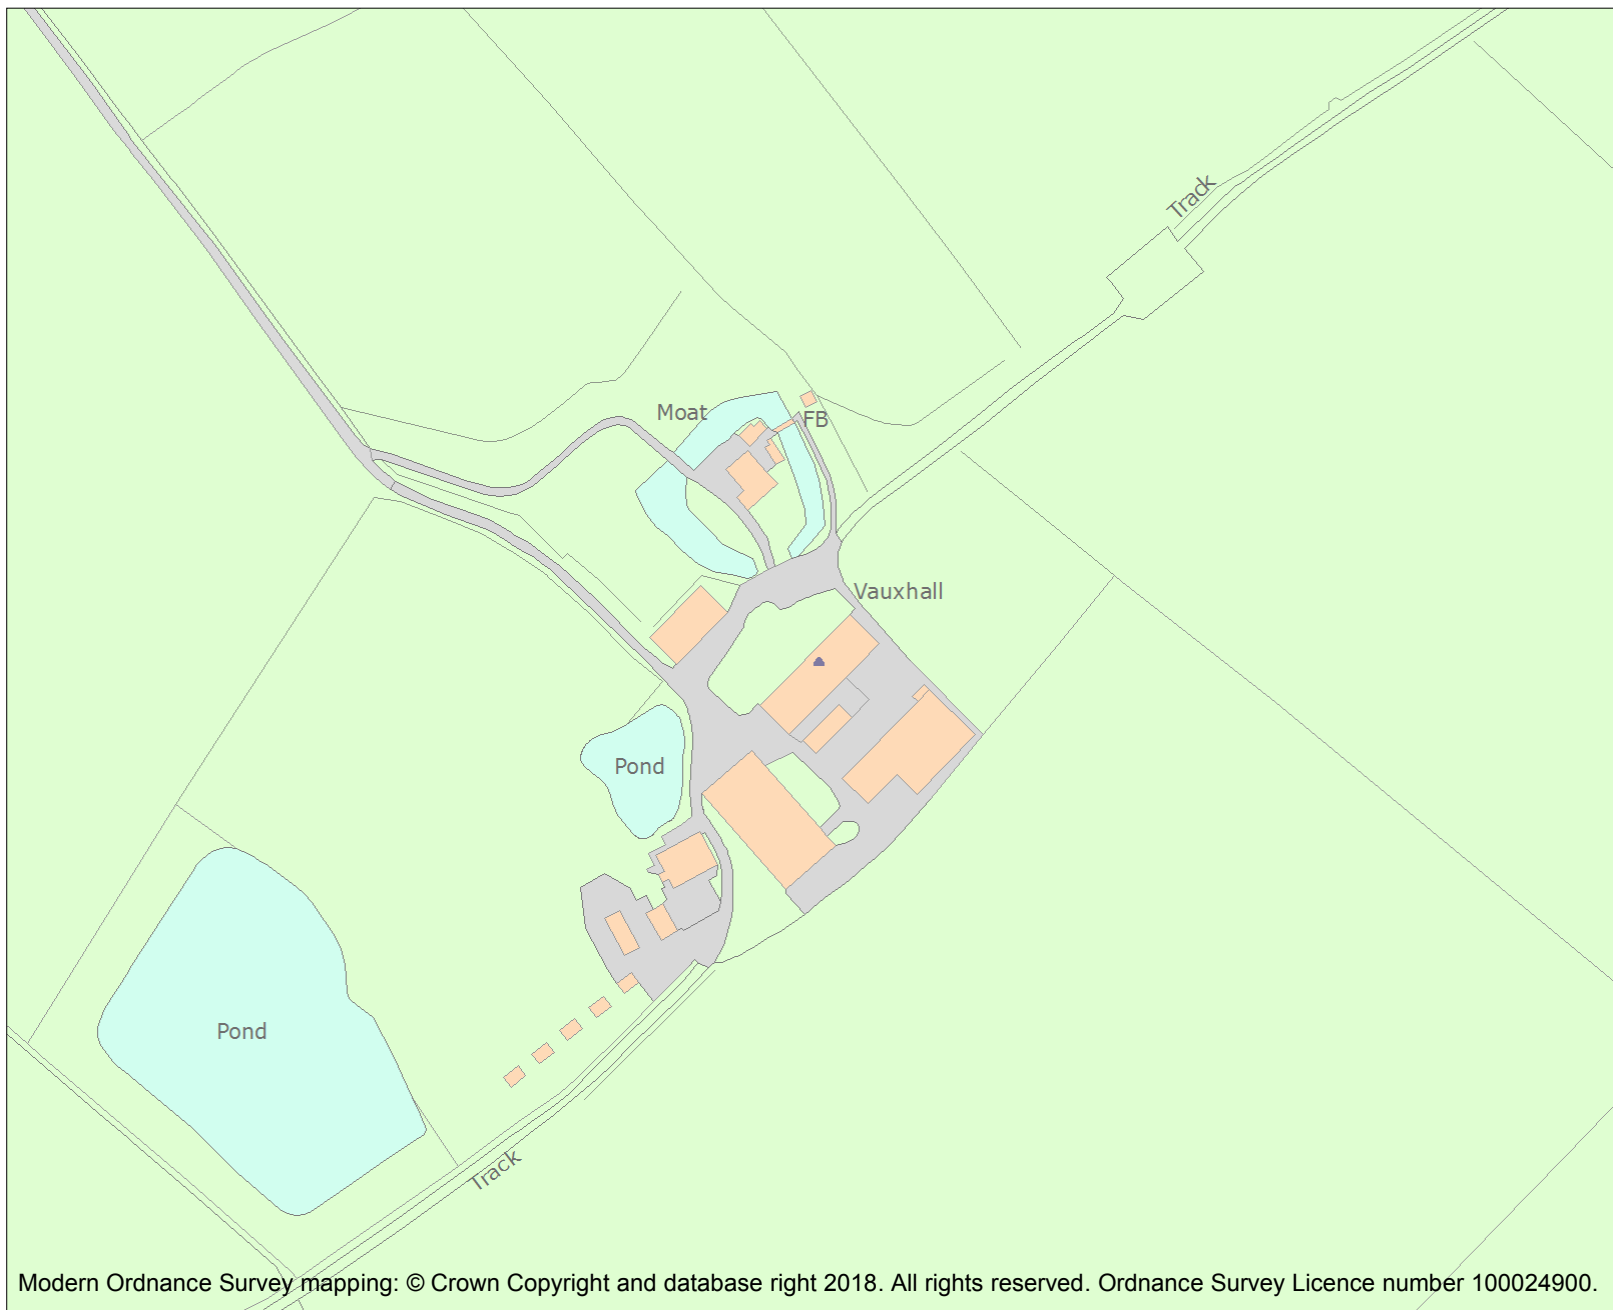 Track
Moat
FB
Vauxhall
Pond
Pond
Track
Modern Ordnance Survey mapping: © Crown Copyright and database right 2018. All rights reserved. Ordnance Survey Licence number 100024900.